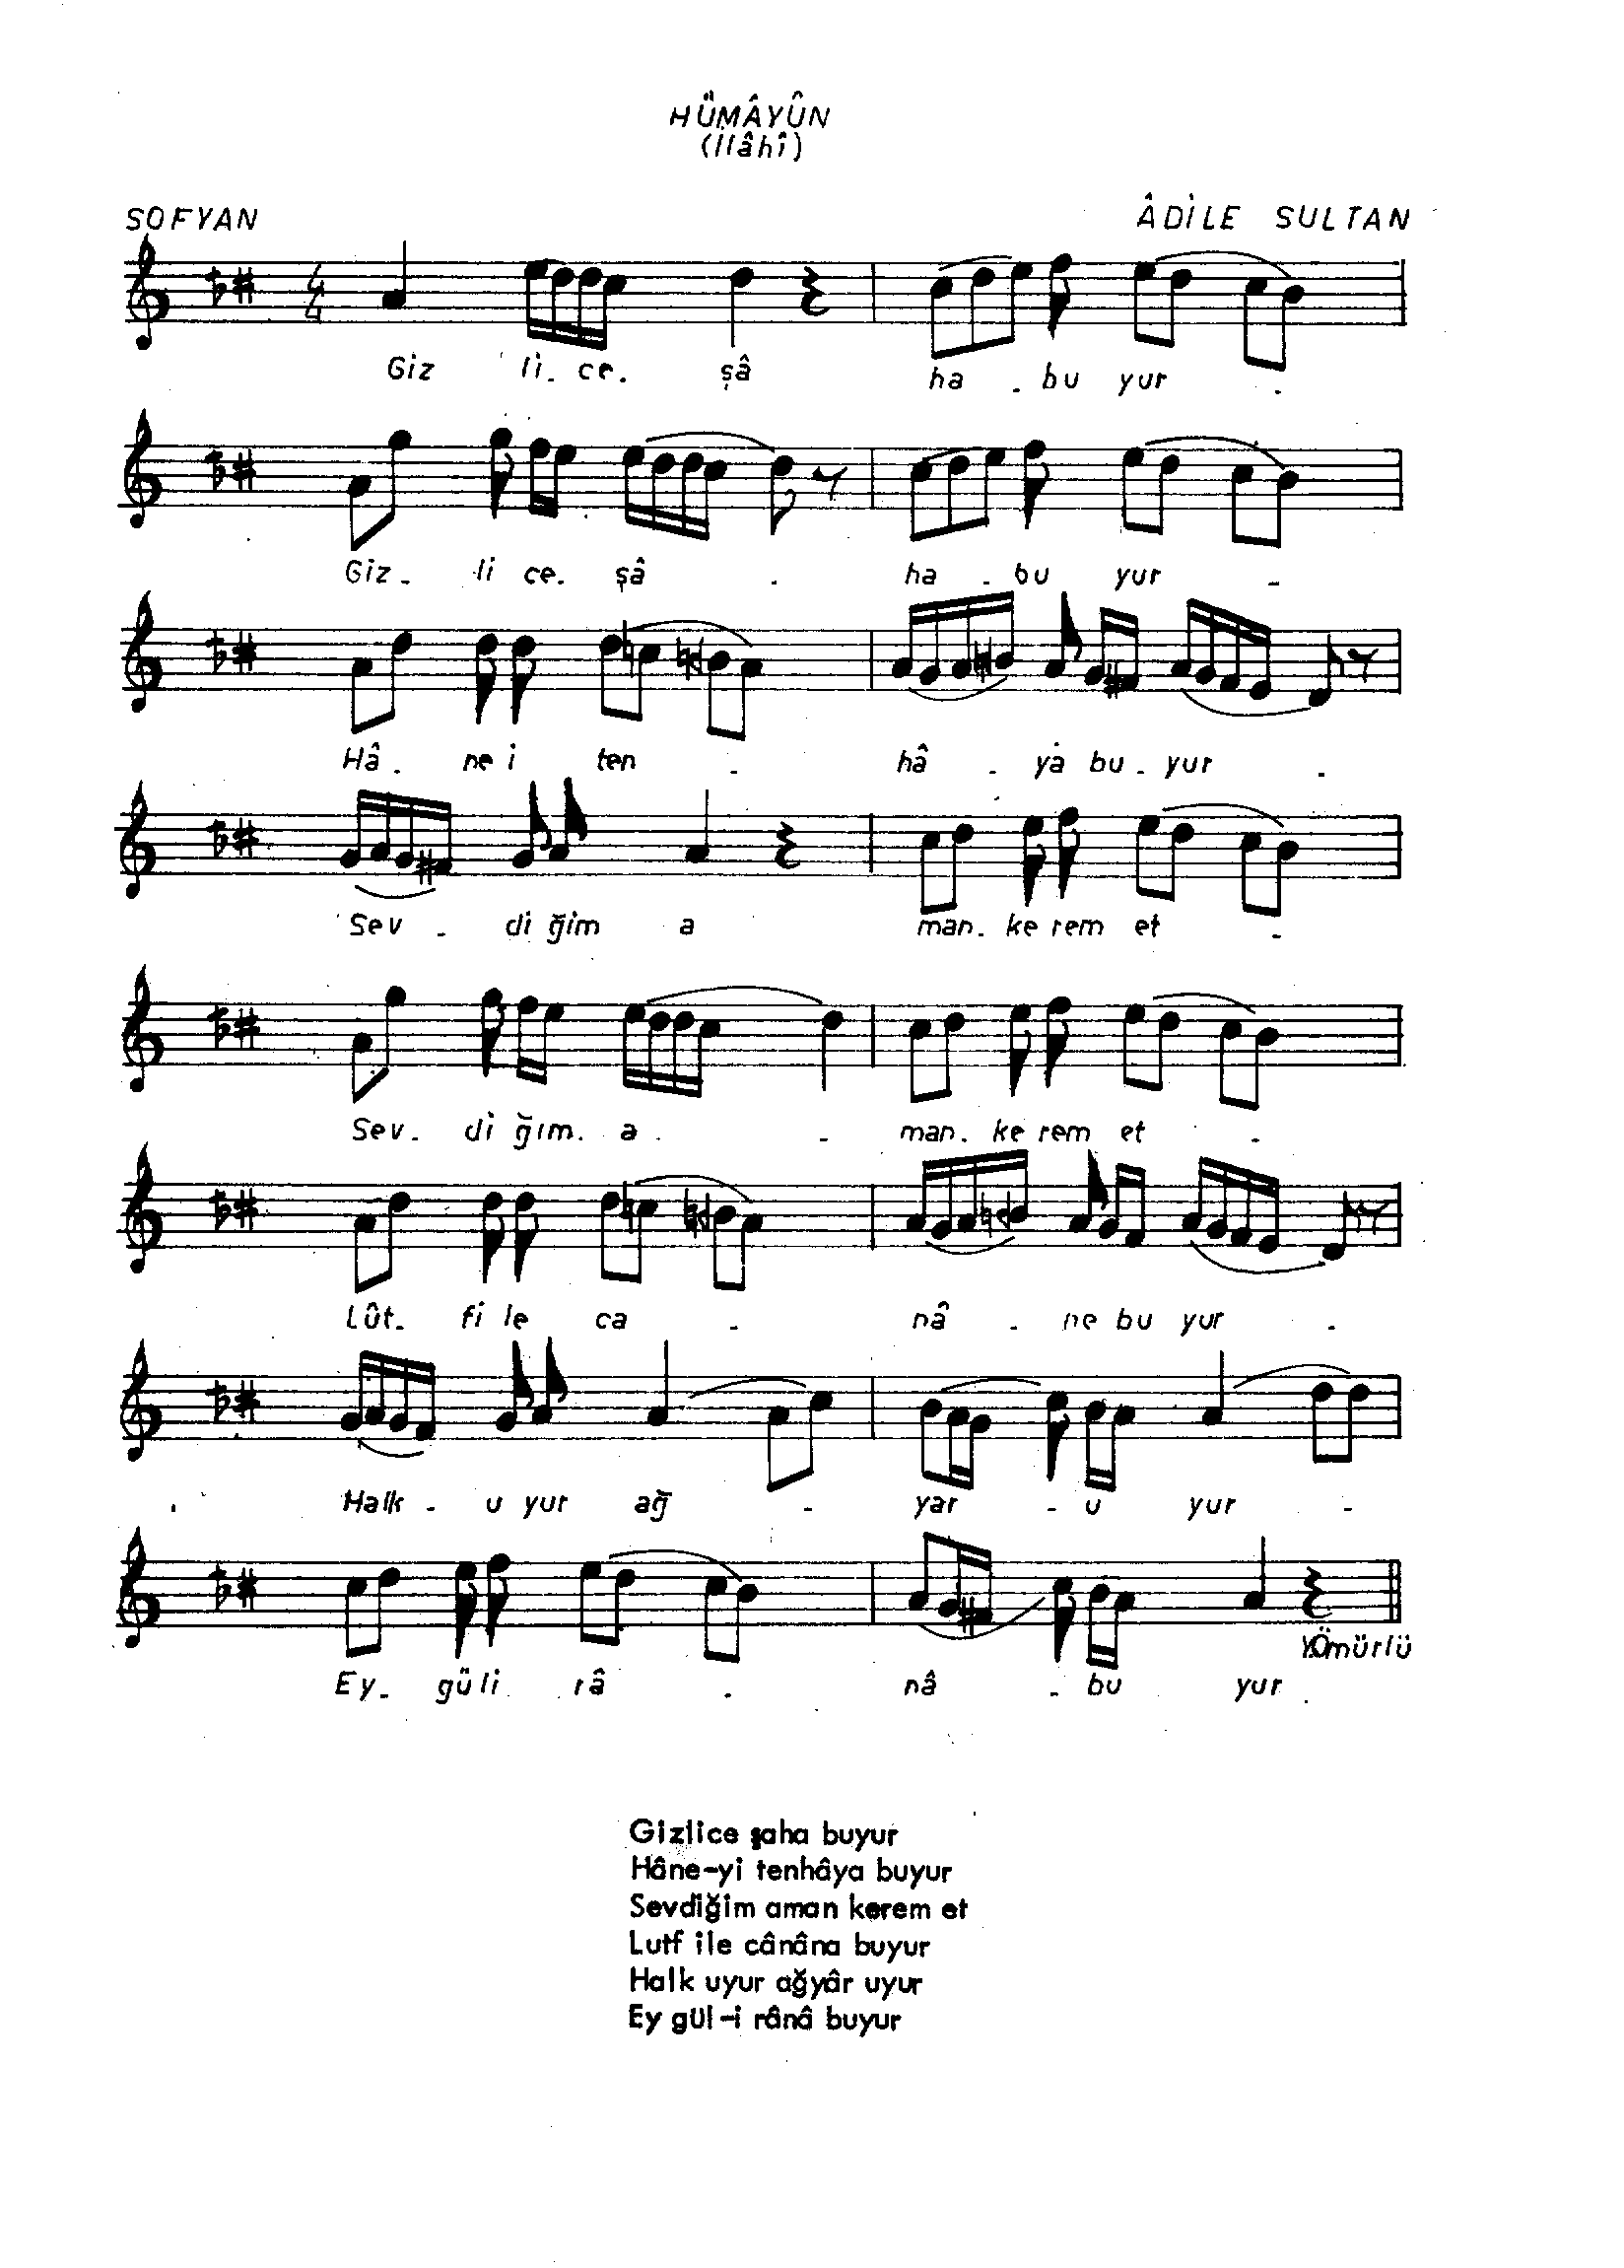 HÜMÂYÛN
(İlâhî)
SOFYAN
ÂDİLE SULTAN
4
4
Giz li - ce - şâ ha - bu yur -
Giz - li ce - şâ - ha - bu yur -
Hâ - ne i ten - hâ - ya bu - yur -
Sev - di ğim a man - ke rem et -
Sev - di ğım - a - - man - ke rem et -
Lût - fi le ca - nâ - ne bu yur -
Halk - u yur ağ - yar - u yur -
Ey - gü li râ - nâ - bu yur
Y.Ömürlü
Gizlice şaha buyur
Hâne-yi tenhâya buyur
Sevdiğim aman kerem et
Lutf ile cânâna buyur
Halk uyur ağyâr uyur
Ey gül-i rânâ buyur